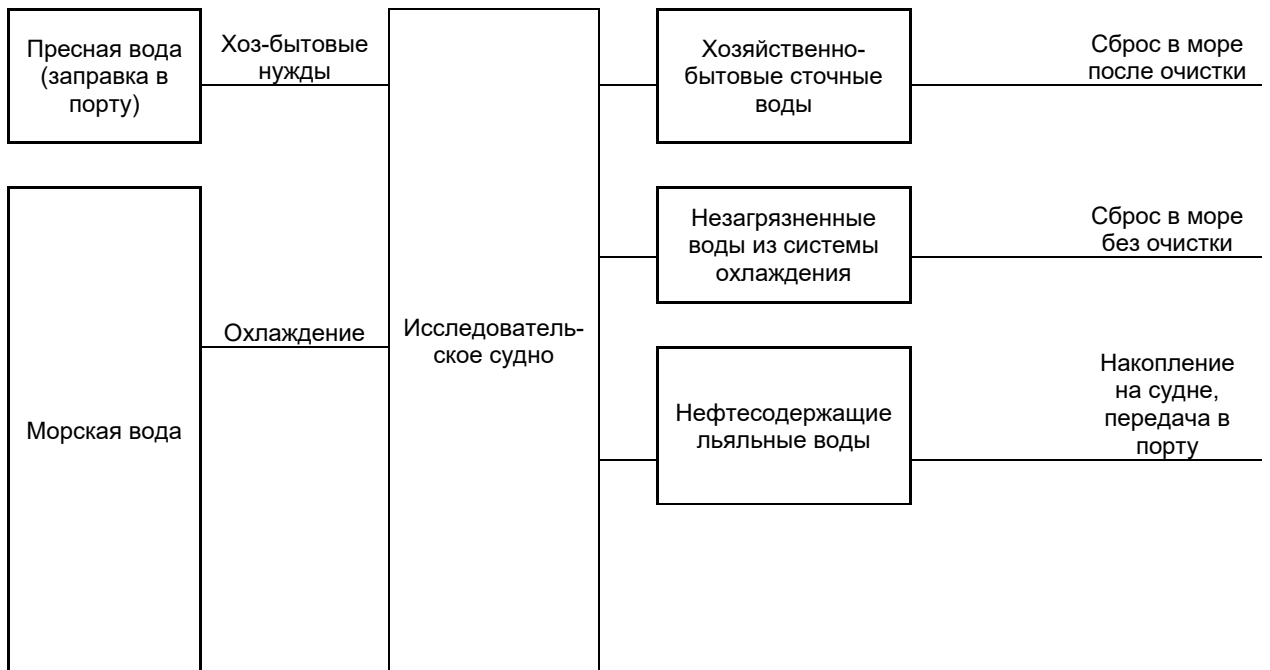 Пресная вода
(заправка в
порту)
Хоз-бытовые
нужды
Хозяйственно-
бытовые сточные
воды
Сброс в море
после очистки
Морская вода
Охлаждение
Исследователь-
ское судно
Незагрязненные
воды из системы
охлаждения
Сброс в море
без очистки
Нефтесодержащие
льяльные воды
Накопление
на судне,
передача в
порту